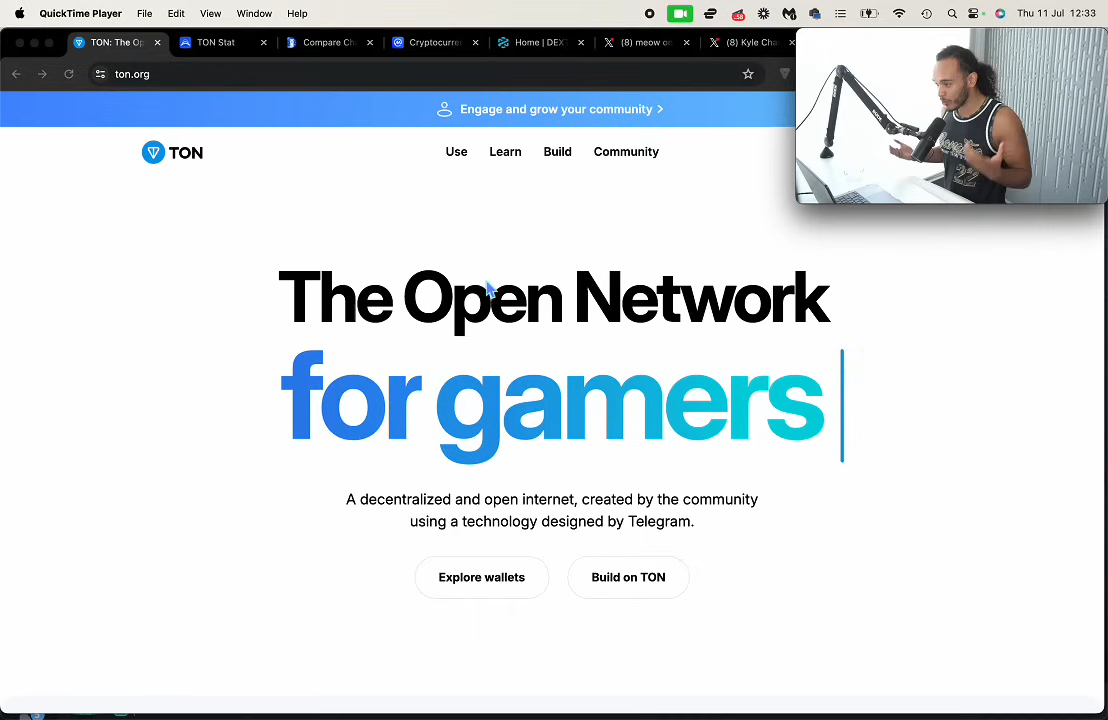 QuickTime Player File Edit View Window Help Thu 11 Jul 12:33
TON: The Op TON Stat Compare Ch Cryptocurre Home | DEXT (8) meow on (8) Kyle Cha
ton.org
Engage and grow your community >
TON Use Learn Build Community
The Open Network
for gamers
A decentralized and open internet, created by the community
using a technology designed by Telegram.
Explore wallets Build on TON